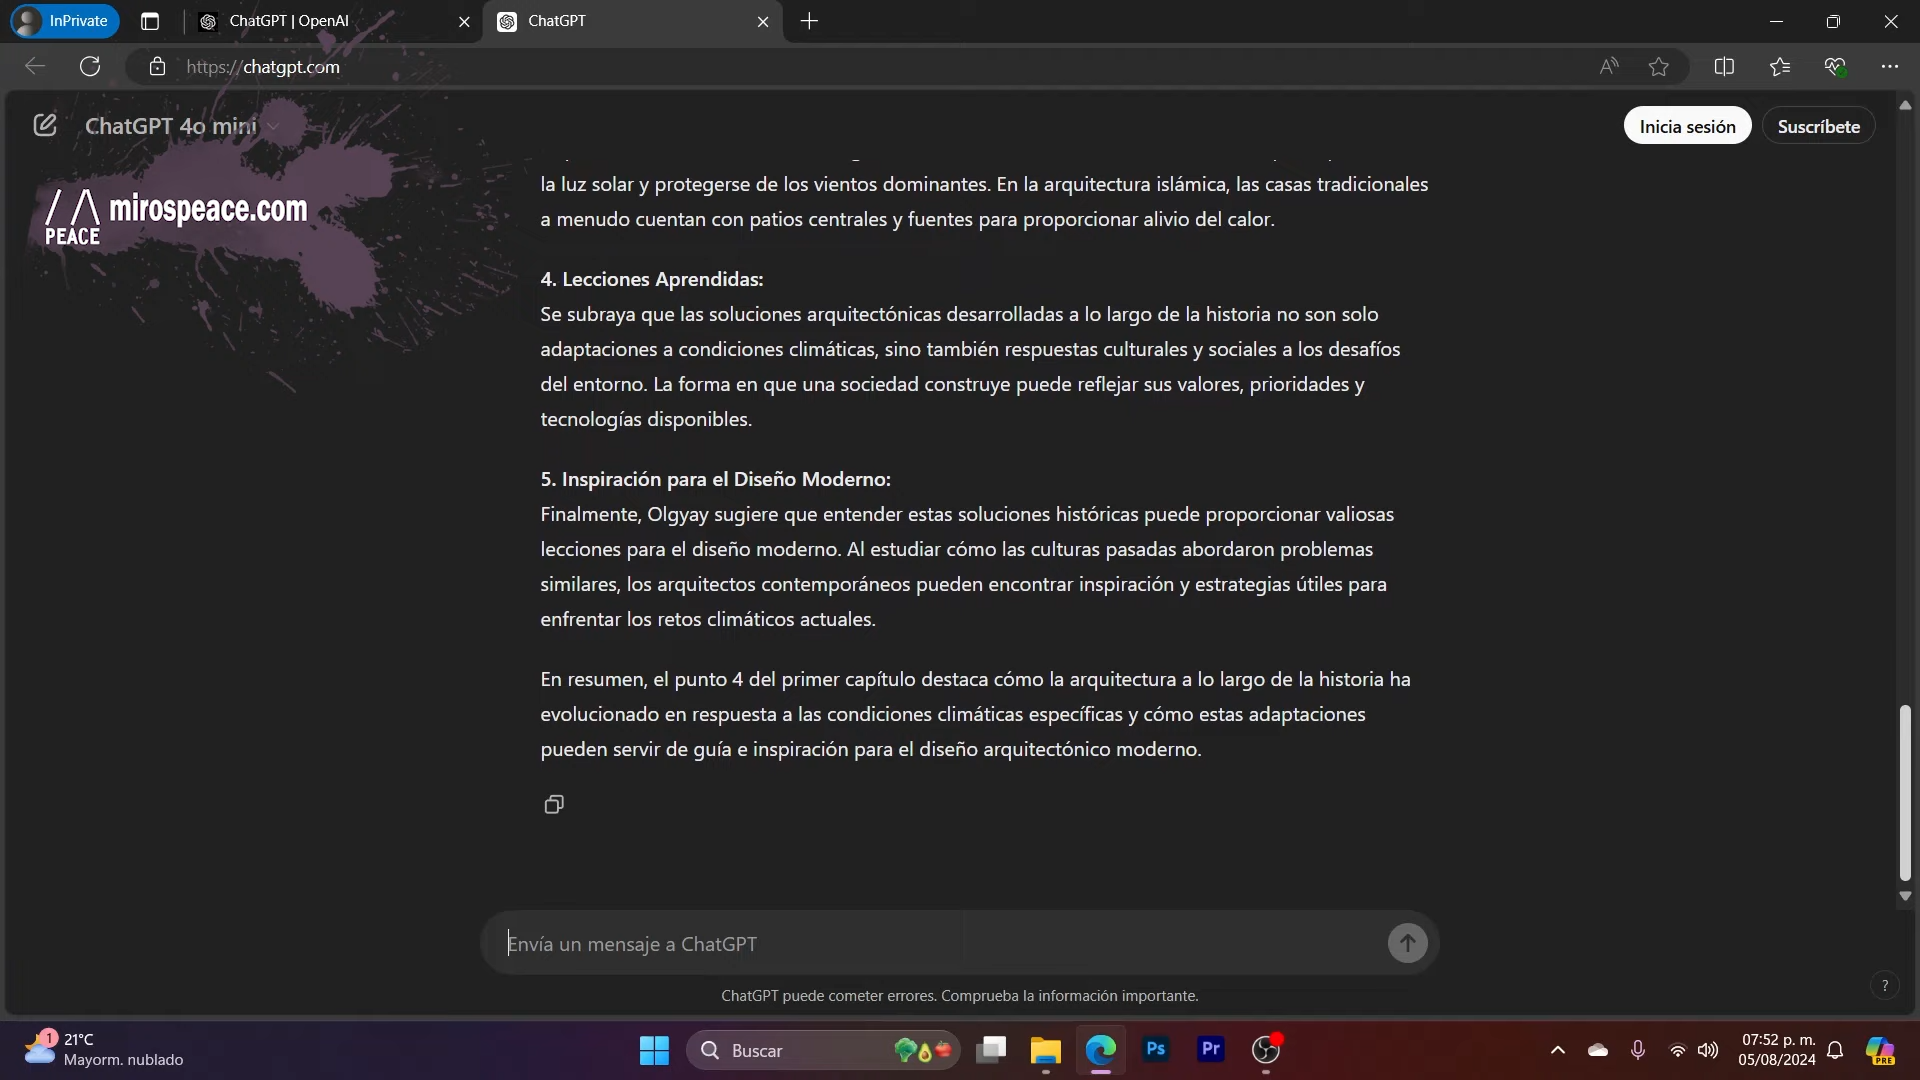 InPrivate
ChatGPT | OpenAI
ChatGPT
https://chatgpt.com
ChatGPT 4o mini
Inicia sesión
Suscríbete
/\/\ mirospeace.com
PEACE
la luz solar y protegerse de los vientos dominantes. En la arquitectura islámica, las casas tradicionales
a menudo cuentan con patios centrales y fuentes para proporcionar alivio del calor.
4. Lecciones Aprendidas:
Se subraya que las soluciones arquitectónicas desarrolladas a lo largo de la historia no son solo
adaptaciones a condiciones climáticas, sino también respuestas culturales y sociales a los desafíos
del entorno. La forma en que una sociedad construye puede reflejar sus valores, prioridades y
tecnologías disponibles.
5. Inspiración para el Diseño Moderno:
Finalmente, Olgyay sugiere que entender estas soluciones históricas puede proporcionar valiosas
lecciones para el diseño moderno. Al estudiar cómo las culturas pasadas abordaron problemas
similares, los arquitectos contemporáneos pueden encontrar inspiración y estrategias útiles para
enfrentar los retos climáticos actuales.
En resumen, el punto 4 del primer capítulo destaca cómo la arquitectura a lo largo de la historia ha
evolucionado en respuesta a las condiciones climáticas específicas y cómo estas adaptaciones
pueden servir de guía e inspiración para el diseño arquitectónico moderno.
Envía un mensaje a ChatGPT
ChatGPT puede cometer errores. Comprueba la información importante.
?
1
21°C
Mayorm. nublado
Buscar
Ps
Pr
07:52 p. m.
05/08/2024
PRE